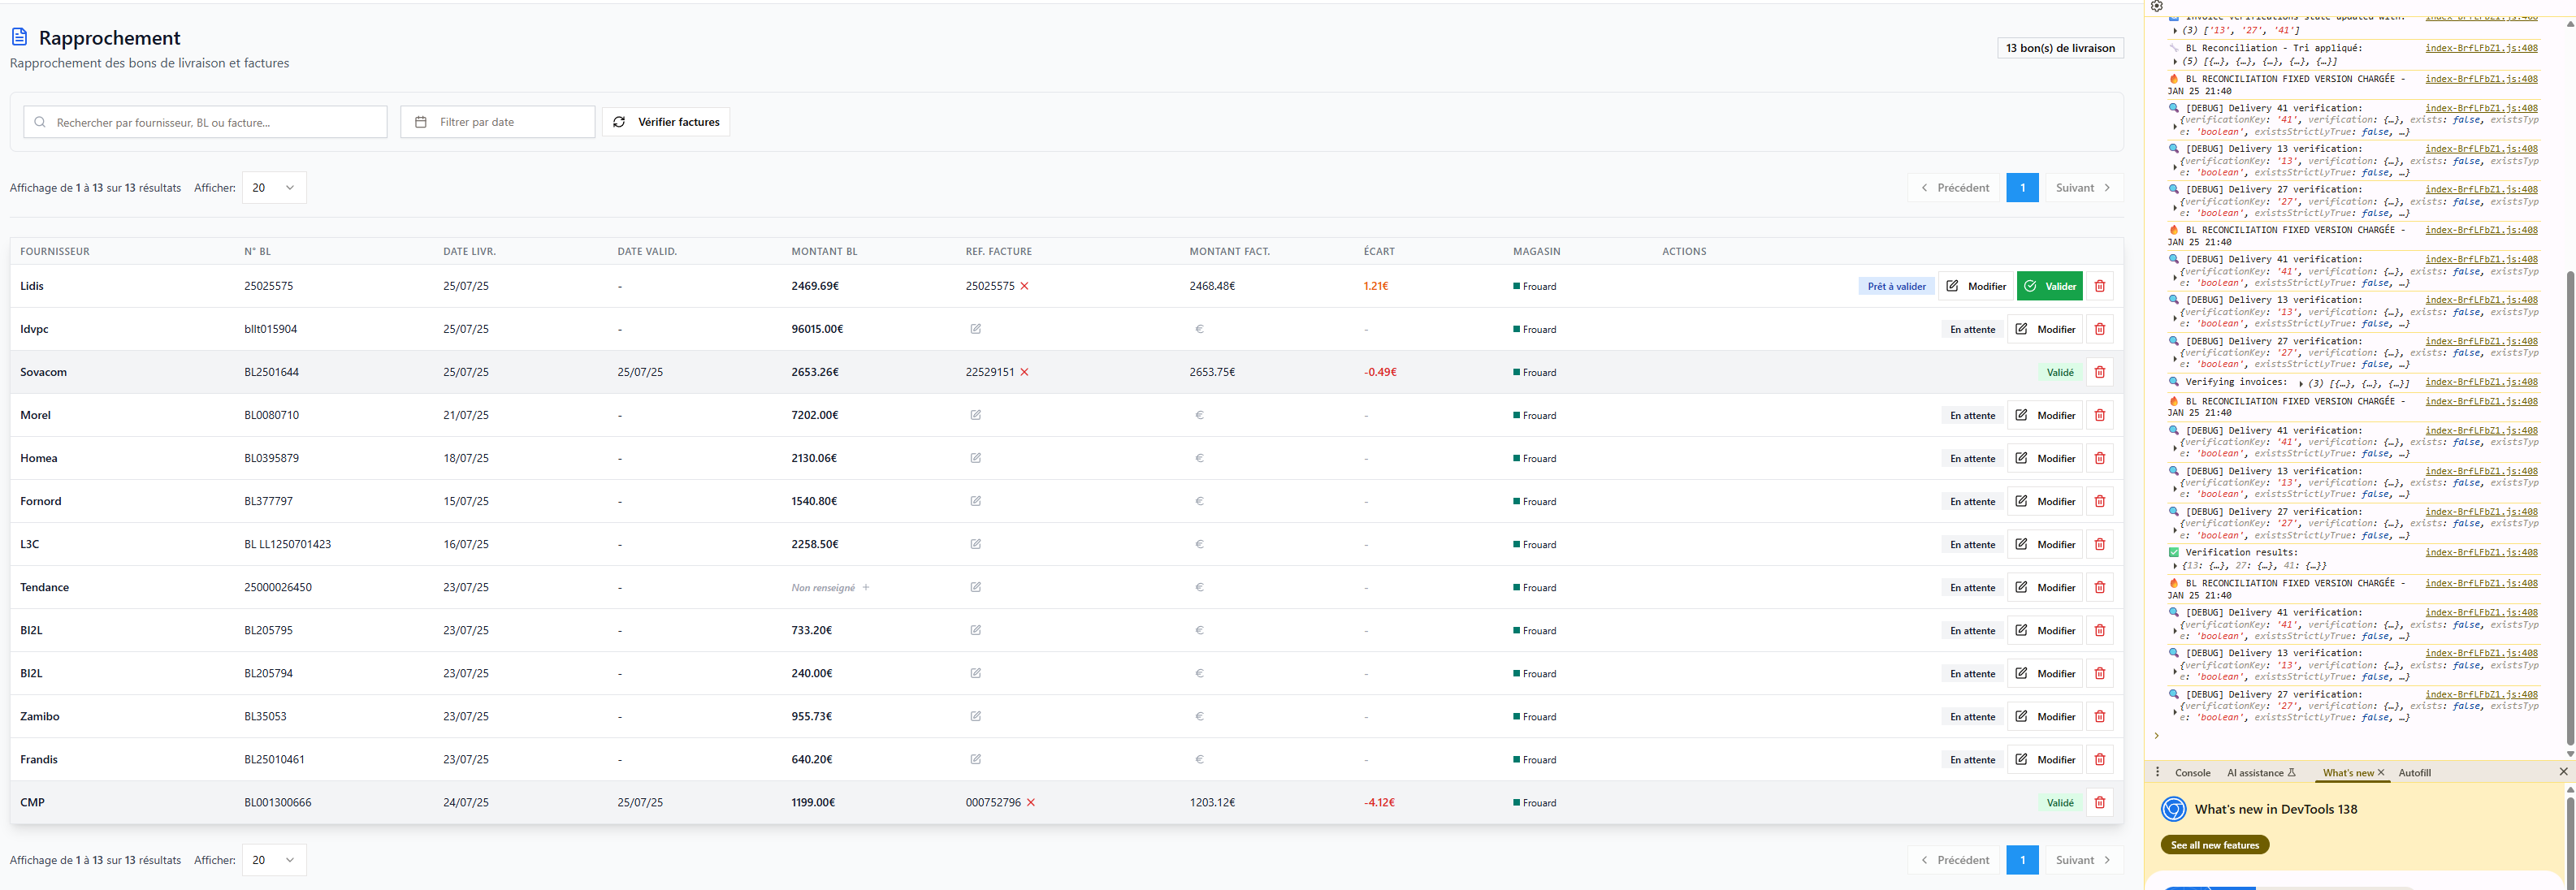 Rapprochement
Rapprochement des bons de livraison et factures
13 bon(s) de livraison
Rechercher par fournisseur, BL ou facture...
Filtrer par date
Vérifier factures
Affichage de 1 à 13 sur 13 résultats Afficher: 20
Précédent 1 Suivant
FOURNISSEUR N° BL DATE LIVR. DATE VALID. MONTANT BL REF. FACTURE MONTANT FACT. ÉCART MAGASIN ACTIONS
Lidis 25025575 25/07/25 - 2469.69€ 25025575 2468.48€ 1.21€ Frouard Prêt à valider Modifier Valider
ldvpc bllt015904 25/07/25 - 96015.00€ € - Frouard En attente Modifier
Sovacom BL2501644 25/07/25 25/07/25 2653.26€ 22529151 2653.75€ -0.49€ Frouard Validé
Morel BL0080710 21/07/25 - 7202.00€ € - Frouard En attente Modifier
Homea BL0395879 18/07/25 - 2130.06€ € - Frouard En attente Modifier
Fornord BL377797 15/07/25 - 1540.80€ € - Frouard En attente Modifier
L3C BL LL1250701423 16/07/25 - 2258.50€ € - Frouard En attente Modifier
Tendance 25000026450 23/07/25 - Non renseigné + € - Frouard En attente Modifier
BI2L BL205795 23/07/25 - 733.20€ € - Frouard En attente Modifier
BI2L BL205794 23/07/25 - 240.00€ € - Frouard En attente Modifier
Zamibo BL35053 23/07/25 - 955.73€ € - Frouard En attente Modifier
Frandis BL25010461 23/07/25 - 640.20€ € - Frouard En attente Modifier
CMP BL001300666 24/07/25 25/07/25 1199.00€ 000752796 1203.12€ -4.12€ Frouard Validé
Affichage de 1 à 13 sur 13 résultats Afficher: 20
Précédent 1 Suivant
Invoice verifications state updated with: index-BrfLFbZ1.js:408
(3) ['13', '27', '41']
BL Reconciliation - Tri appliqué: index-BrfLFbZ1.js:408
(5) [{…}, {…}, {…}, {…}, {…}]
🔥 BL RECONCILIATION FIXED VERSION CHARGÉE - index-BrfLFbZ1.js:408
JAN 25 21:40
🔍 [DEBUG] Delivery 41 verification: index-BrfLFbZ1.js:408
{verificationKey: '41', verification: {…}, exists: false, existsTyp
e: 'boolean', existsStrictlyTrue: false, …}
🔍 [DEBUG] Delivery 13 verification: index-BrfLFbZ1.js:408
{verificationKey: '13', verification: {…}, exists: false, existsTyp
e: 'boolean', existsStrictlyTrue: false, …}
🔍 [DEBUG] Delivery 27 verification: index-BrfLFbZ1.js:408
{verificationKey: '27', verification: {…}, exists: false, existsTyp
e: 'boolean', existsStrictlyTrue: false, …}
🔥 BL RECONCILIATION FIXED VERSION CHARGÉE - index-BrfLFbZ1.js:408
JAN 25 21:40
🔍 [DEBUG] Delivery 41 verification: index-BrfLFbZ1.js:408
{verificationKey: '41', verification: {…}, exists: false, existsTyp
e: 'boolean', existsStrictlyTrue: false, …}
🔍 [DEBUG] Delivery 13 verification: index-BrfLFbZ1.js:408
{verificationKey: '13', verification: {…}, exists: false, existsTyp
e: 'boolean', existsStrictlyTrue: false, …}
🔍 [DEBUG] Delivery 27 verification: index-BrfLFbZ1.js:408
{verificationKey: '27', verification: {…}, exists: false, existsTyp
e: 'boolean', existsStrictlyTrue: false, …}
🔍 Verifying invoices: (3) [{…}, {…}, {…}] index-BrfLFbZ1.js:408
🔥 BL RECONCILIATION FIXED VERSION CHARGÉE - index-BrfLFbZ1.js:408
JAN 25 21:40
🔍 [DEBUG] Delivery 41 verification: index-BrfLFbZ1.js:408
{verificationKey: '41', verification: {…}, exists: false, existsTyp
e: 'boolean', existsStrictlyTrue: false, …}
🔍 [DEBUG] Delivery 13 verification: index-BrfLFbZ1.js:408
{verificationKey: '13', verification: {…}, exists: false, existsTyp
e: 'boolean', existsStrictlyTrue: false, …}
🔍 [DEBUG] Delivery 27 verification: index-BrfLFbZ1.js:408
{verificationKey: '27', verification: {…}, exists: false, existsTyp
e: 'boolean', existsStrictlyTrue: false, …}
✅ Verification results: index-BrfLFbZ1.js:408
{13: {…}, 27: {…}, 41: {…}}
🔥 BL RECONCILIATION FIXED VERSION CHARGÉE - index-BrfLFbZ1.js:408
JAN 25 21:40
🔍 [DEBUG] Delivery 41 verification: index-BrfLFbZ1.js:408
{verificationKey: '41', verification: {…}, exists: false, existsTyp
e: 'boolean', existsStrictlyTrue: false, …}
🔍 [DEBUG] Delivery 13 verification: index-BrfLFbZ1.js:408
{verificationKey: '13', verification: {…}, exists: false, existsTyp
e: 'boolean', existsStrictlyTrue: false, …}
🔍 [DEBUG] Delivery 27 verification: index-BrfLFbZ1.js:408
{verificationKey: '27', verification: {…}, exists: false, existsTyp
e: 'boolean', existsStrictlyTrue: false, …}
Console AI assistance What's new Autofill
What's new in DevTools 138
See all new features